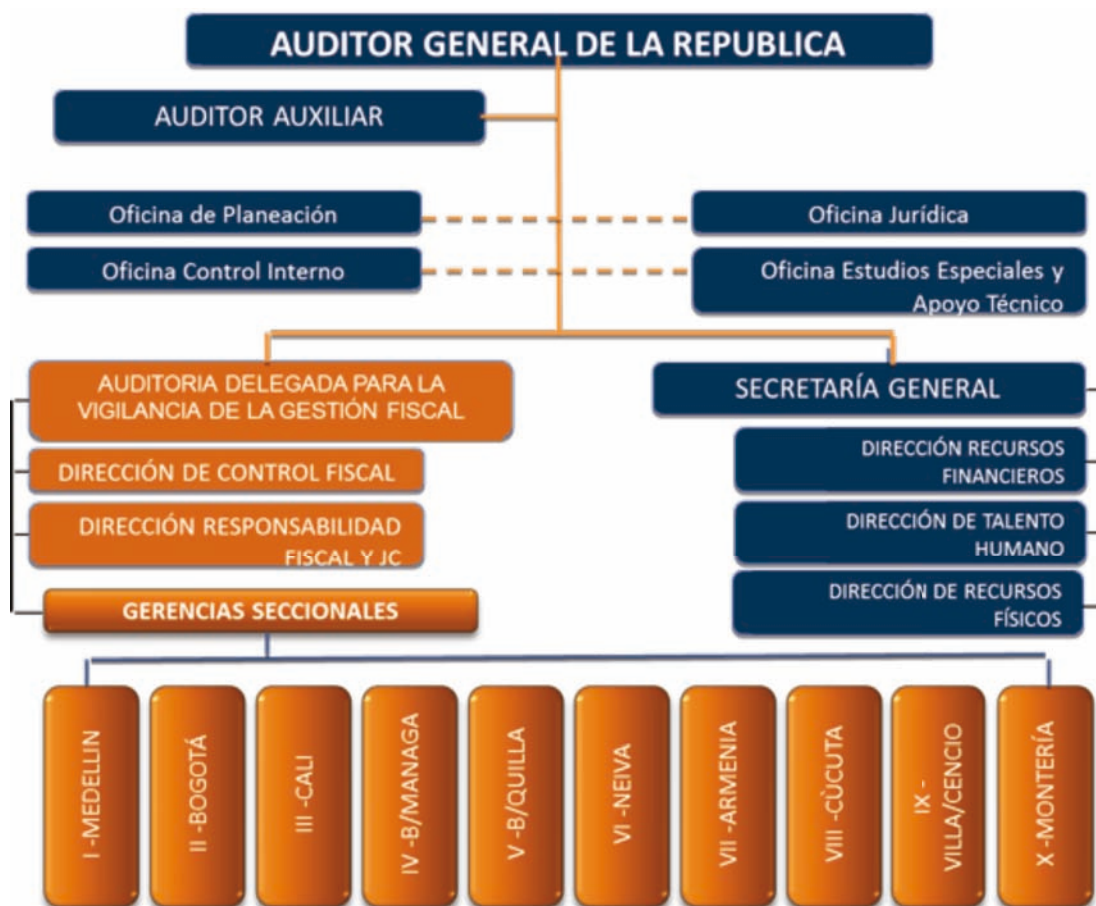 AUDITOR GENERAL DE LA REPUBLICA
AUDITOR AUXILIAR
Oficina de Planeación
Oficina Jurídica
Oficina Control Interno
Oficina Estudios Especiales y
Apoyo Técnico
AUDITORIA DELEGADA PARA LA
VIGILANCIA DE LA GESTIÓN FISCAL
SECRETARÍA GENERAL
DIRECCIÓN DE CONTROL FISCAL
DIRECCIÓN RECURSOS
FINANCIEROS
DIRECCIÓN RESPONSABILIDAD
FISCAL Y JC
DIRECCIÓN DE TALENTO
HUMANO
GERENCIAS SECCIONALES
DIRECCIÓN DE RECURSOS
FÍSICOS
I -MEDELLIN
II -BOGOTÁ
III -CALI
IV -B/MANAGA
V -B/QUILLA
VI -NEIVA
VII -ARMENIA
VIII -CÙCUTA
IX -
VILLA/CENCIO
X -MONTERÍA